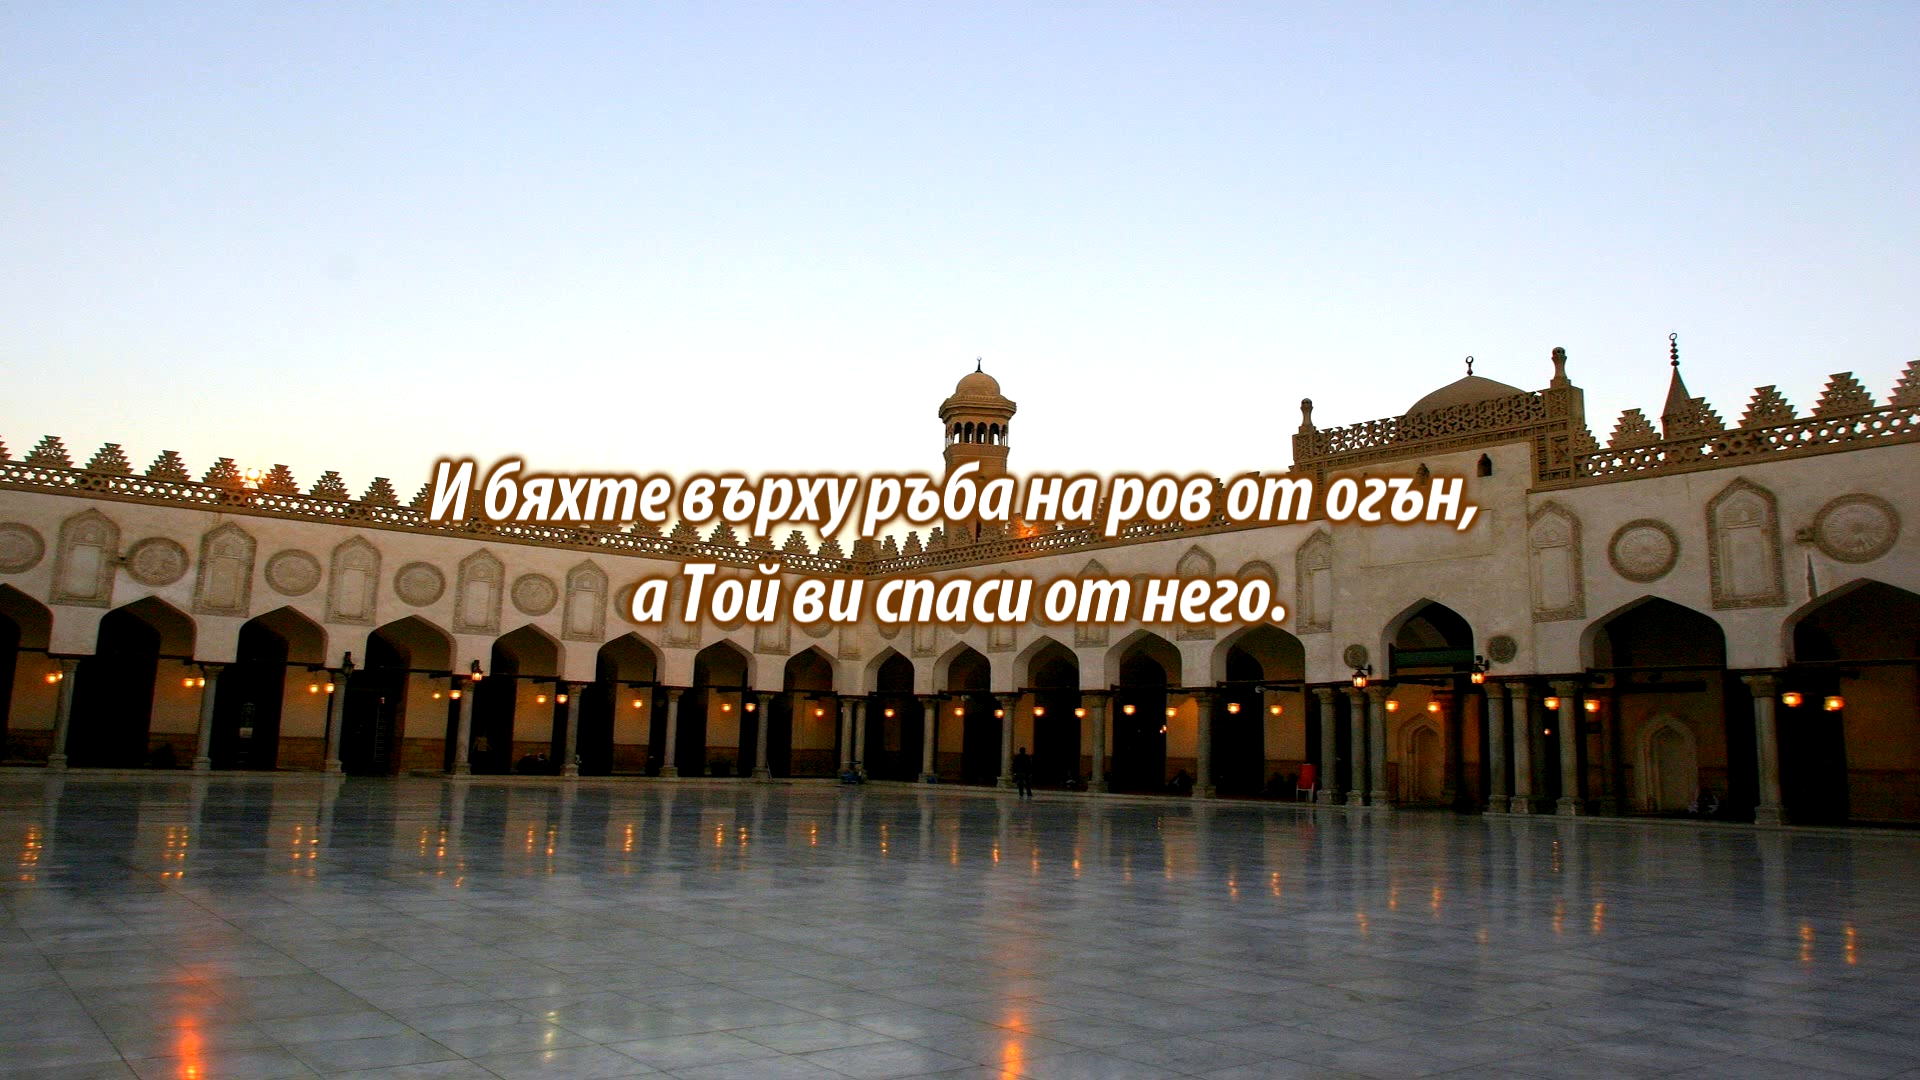 И бяхте върху ръба на ров от огън,
а Той ви спаси от него.